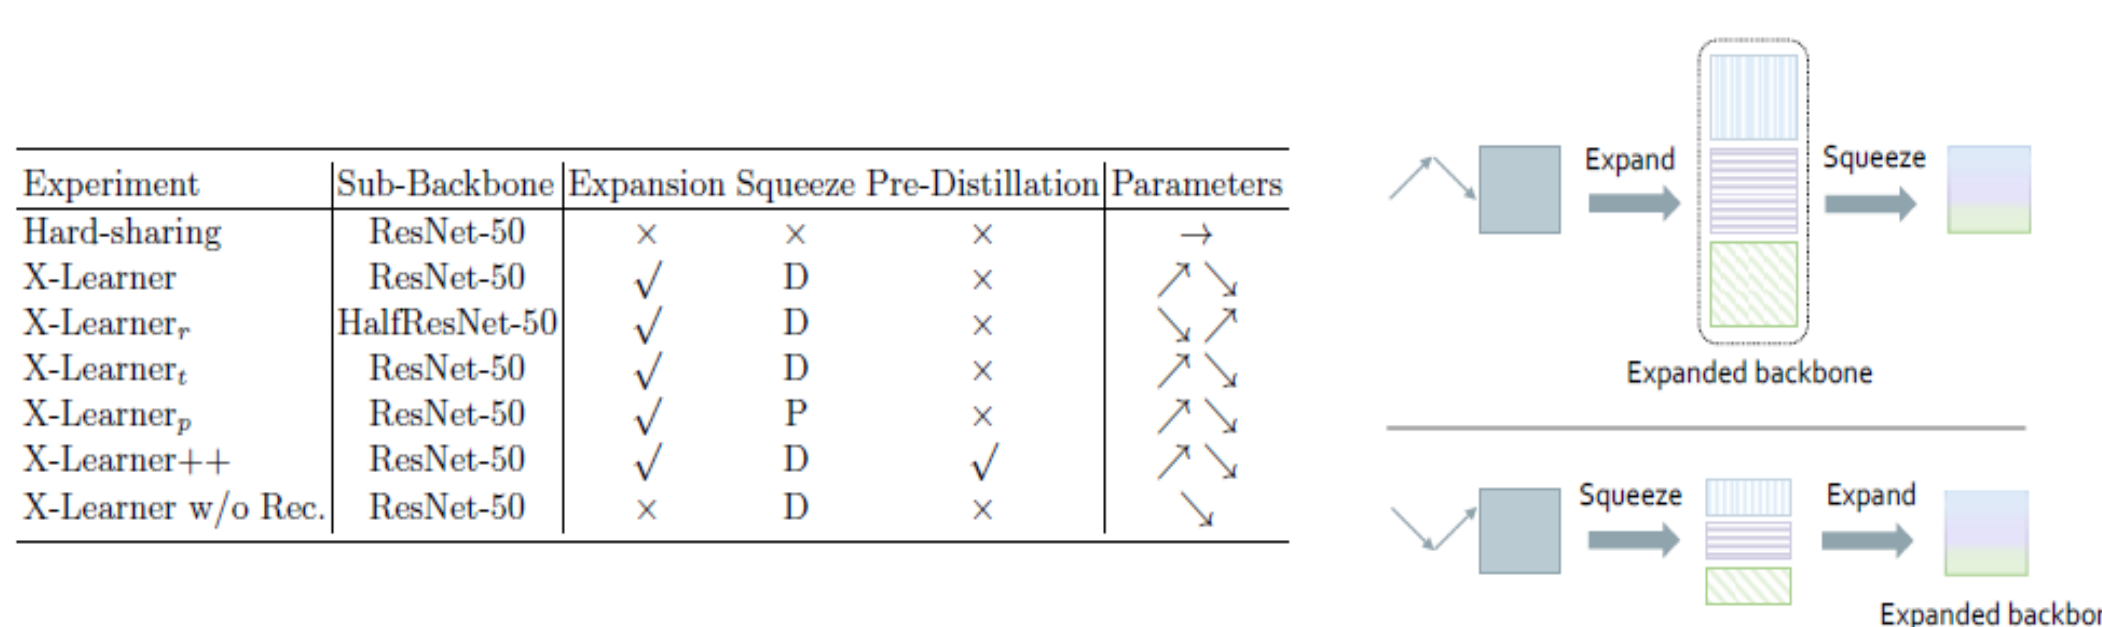 Experiment Sub-Backbone Expansion Squeeze Pre-Distillation Parameters
Hard-sharing ResNet-50 × × × →
X-Learner ResNet-50 √ D × ↗ ↘
X-Learnerᵣ HalfResNet-50 √ D × ↘ ↗
X-Learnerₜ ResNet-50 √ D × ↗ ↘
X-Learnerₚ ResNet-50 √ P × ↗ ↘
X-Learner++ ResNet-50 √ D √ ↗ ↘
X-Learner w/o Rec. ResNet-50 × D × ↘
Expand
Squeeze
Expanded backbone
Squeeze
Expand
Expanded